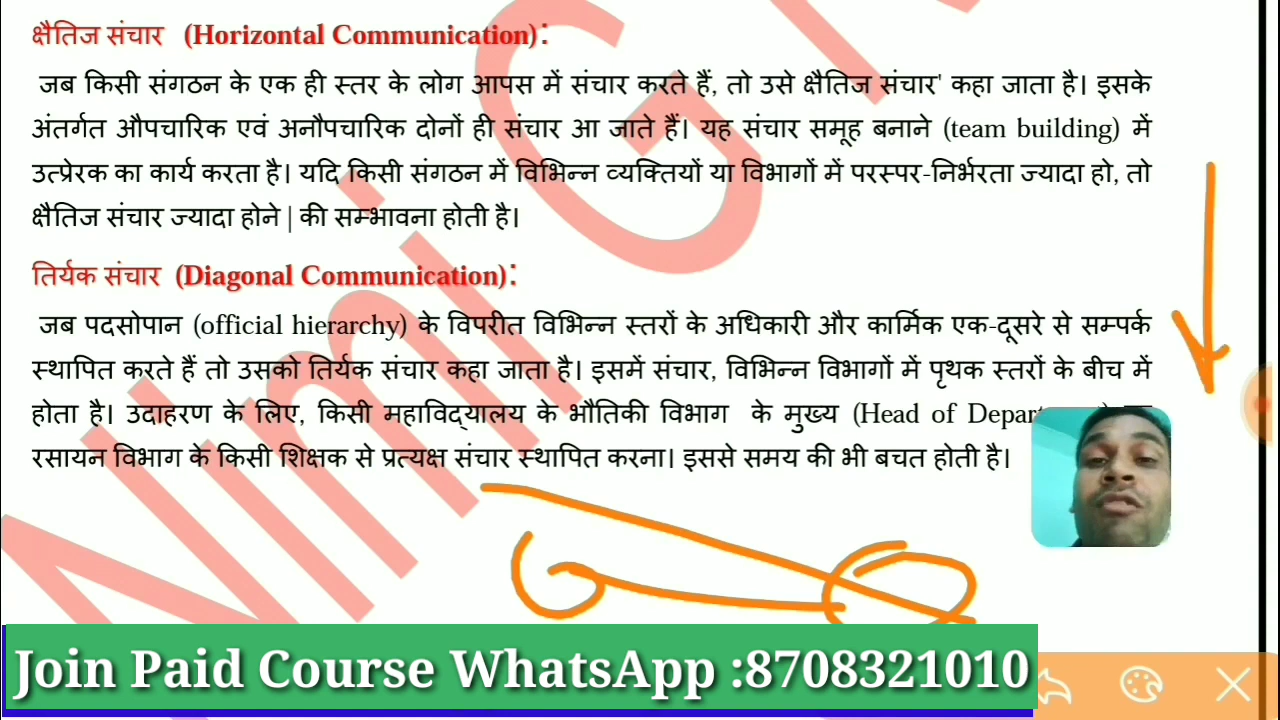 क्षैतिज संचार (Horizontal Communication):
जब किसी संगठन के एक ही स्तर के लोग आपस में संचार करते हैं, तो उसे क्षैतिज संचार' कहा जाता है। इसके
अंतर्गत औपचारिक एवं अनौपचारिक दोनों ही संचार आ जाते हैं। यह संचार समूह बनाने (team building) में
उत्प्रेरक का कार्य करता है। यदि किसी संगठन में विभिन्न व्यक्तियों या विभागों में परस्पर-निर्भरता ज्यादा हो, तो
क्षैतिज संचार ज्यादा होने | की सम्भावना होती है।
तिर्यक संचार (Diagonal Communication):
जब पदसोपान (official hierarchy) के विपरीत विभिन्न स्तरों के अधिकारी और कार्मिक एक-दूसरे से सम्पर्क
स्थापित करते हैं तो उसको तिर्यक संचार कहा जाता है। इसमें संचार, विभिन्न विभागों में पृथक स्तरों के बीच में
होता है। उदाहरण के लिए, किसी महाविद्यालय के भौतिकी विभाग के मुख्य (Head of
रसायन विभाग के किसी शिक्षक से प्रत्यक्ष संचार स्थापित करना। इससे समय की भी बचत होती है।
Join Paid Course WhatsApp :8708321010